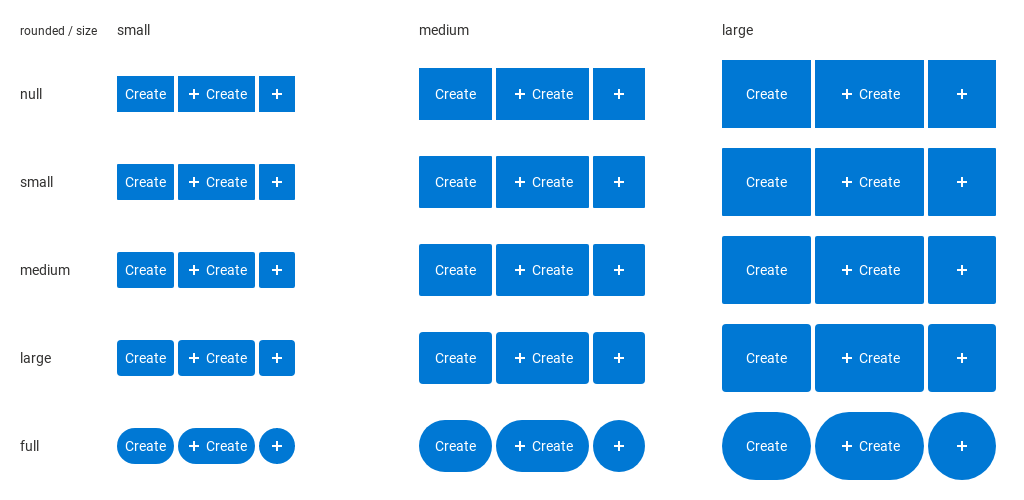 rounded / size small medium large
null Create + Create + Create + Create + Create + Create +
small Create + Create + Create + Create + Create + Create +
medium Create + Create + Create + Create + Create + Create +
large Create + Create + Create + Create + Create + Create +
full Create + Create + Create + Create + Create + Create +